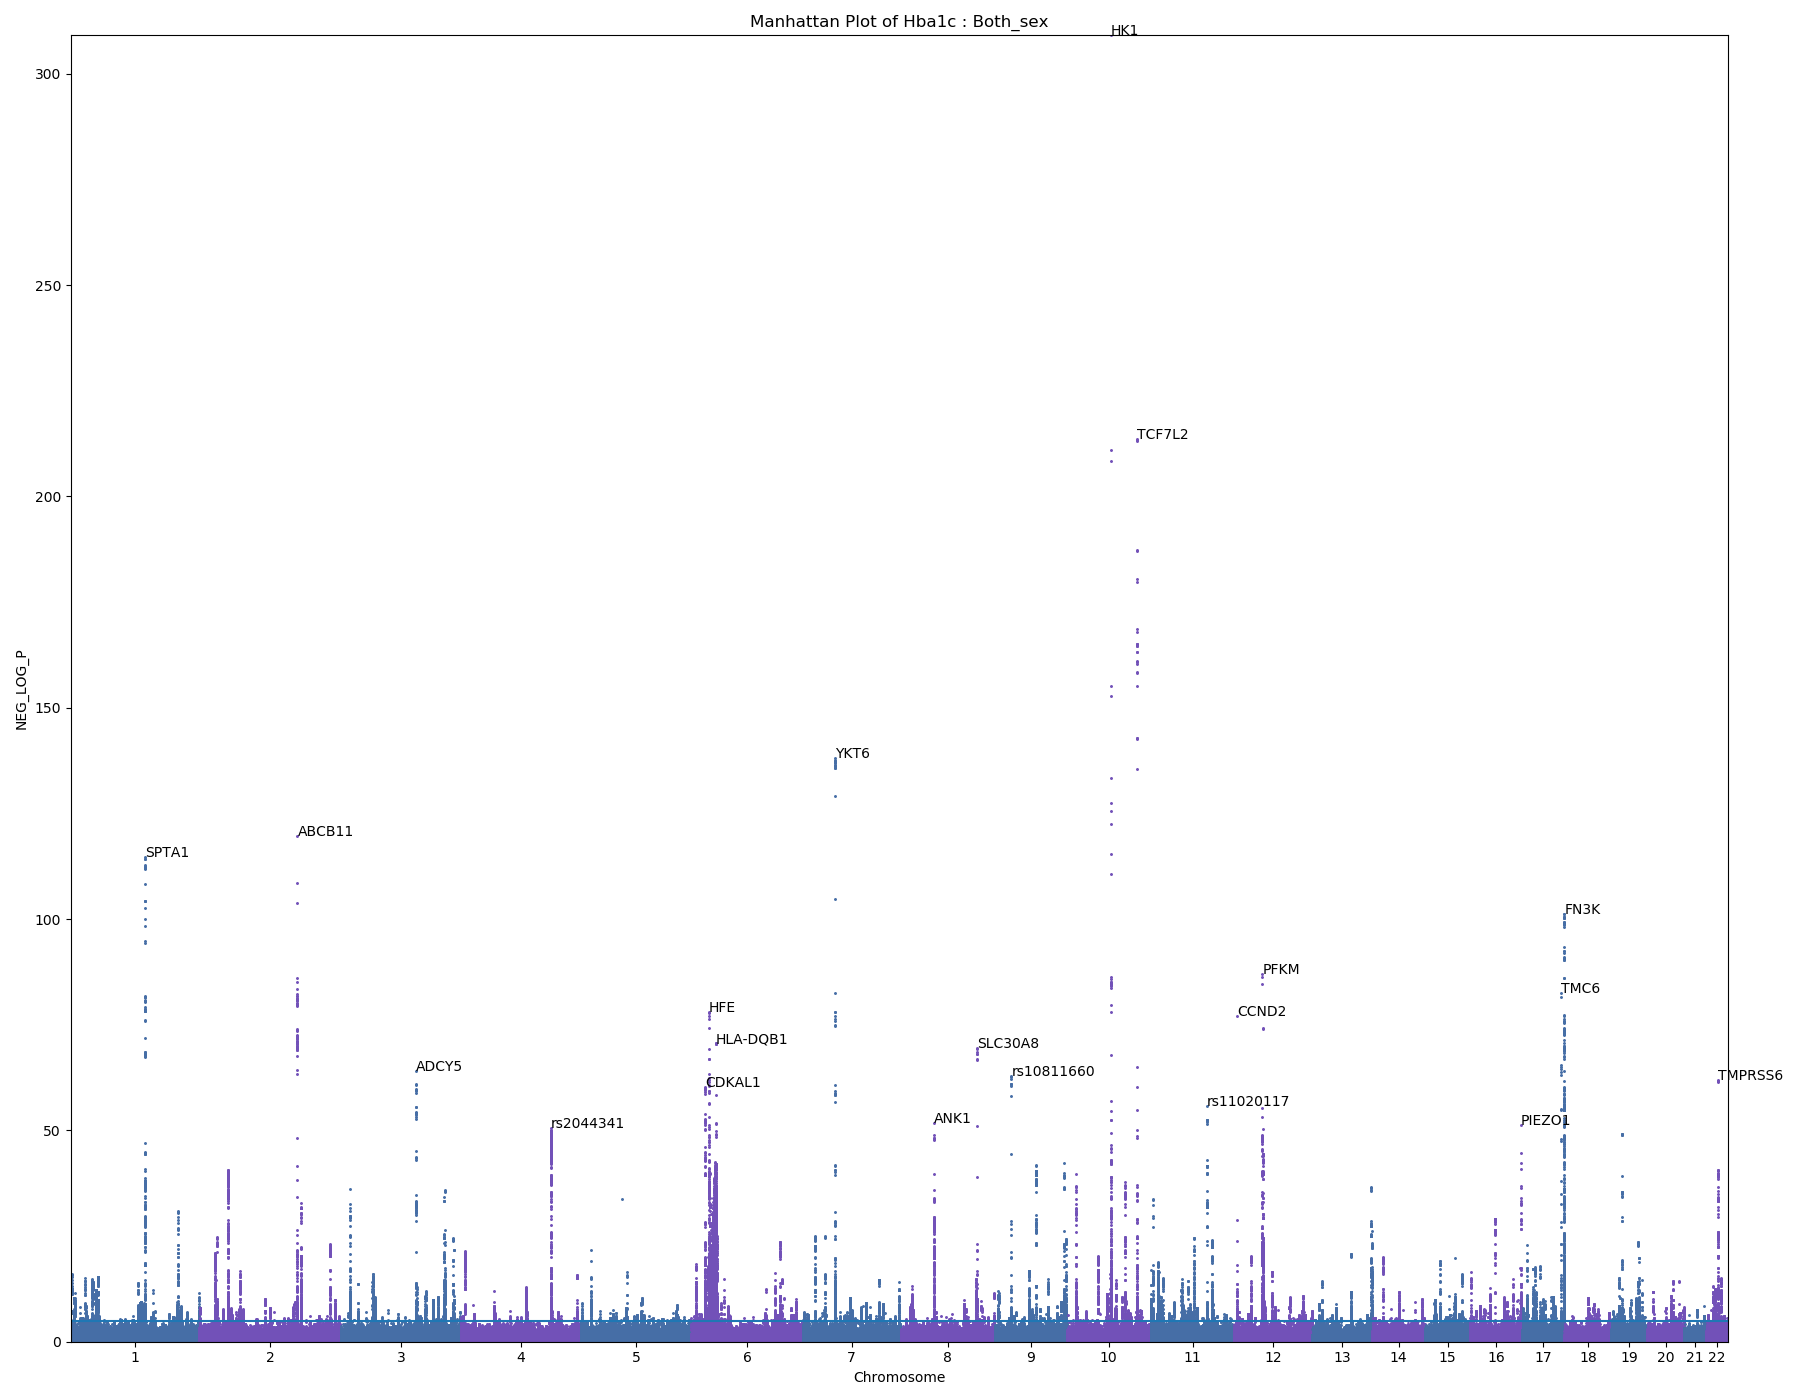 Manhattan Plot of Hba1c : Both_sex
HK1
300
250
TCF7L2
200
NEG_LOG_P
150
YKT6
ABCB11
SPTA1
100
FN3K
PFKM
TMC6
CCND2
HFE
HLA-DQB1
SLC30A8
ADCY5
rs10811660
TMPRSS6
CDKAL1
rs11020117
ANK1
PIEZO1
rs2044341
50
0
1 2 3 4 5 6 7 8 9 10 11 12 13 14 15 16 17 18 19 20 21 22
Chromosome